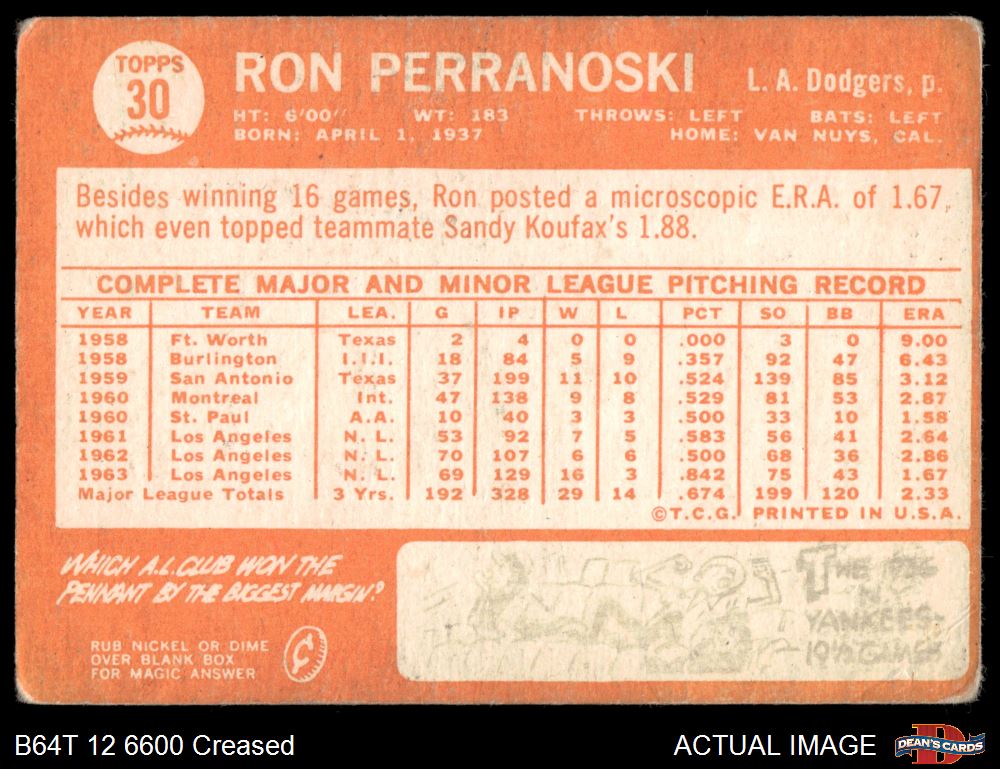 TOPPS
30
RON PERRANOSKI
L. A. Dodgers, p.
HT: 6'00" WT: 183 THROWS: LEFT BATS: LEFT
BORN: APRIL 1, 1937 HOME: VAN NUYS, CAL.
Besides winning 16 games, Ron posted a microscopic E.R.A. of 1.67,
which even topped teammate Sandy Koufax's 1.88.
COMPLETE MAJOR AND MINOR LEAGUE PITCHING RECORD
YEAR TEAM LEA. G IP W L PCT SO BB ERA
1958 Ft. Worth Texas 2 4 0 0 .000 3 0 9.00
1958 Burlington I.I.I. 18 84 5 9 .357 92 47 6.43
1959 San Antonio Texas 37 199 11 10 .524 139 85 3.12
1960 Montreal Int. 47 138 9 8 .529 81 53 2.87
1960 St. Paul A.A. 10 40 3 3 .500 33 10 1.58
1961 Los Angeles N. L. 53 92 7 5 .583 56 41 2.64
1962 Los Angeles N. L. 70 107 6 6 .500 68 36 2.86
1963 Los Angeles N. L. 69 129 16 3 .842 75 43 1.67
Major League Totals 3 Yrs. 192 328 29 14 .674 199 120 2.33
©T.C.G. PRINTED IN U.S.A.
WHICH A.L. CLUB WON THE
PENNANT BY THE BIGGEST MARGIN?
RUB NICKEL OR DIME
OVER BLANK BOX
FOR MAGIC ANSWER
¢
THE 1936
N.Y.
YANKEES-
19½ GAMES
B64T 12 6600 Creased
ACTUAL IMAGE
DEAN'S CARDS